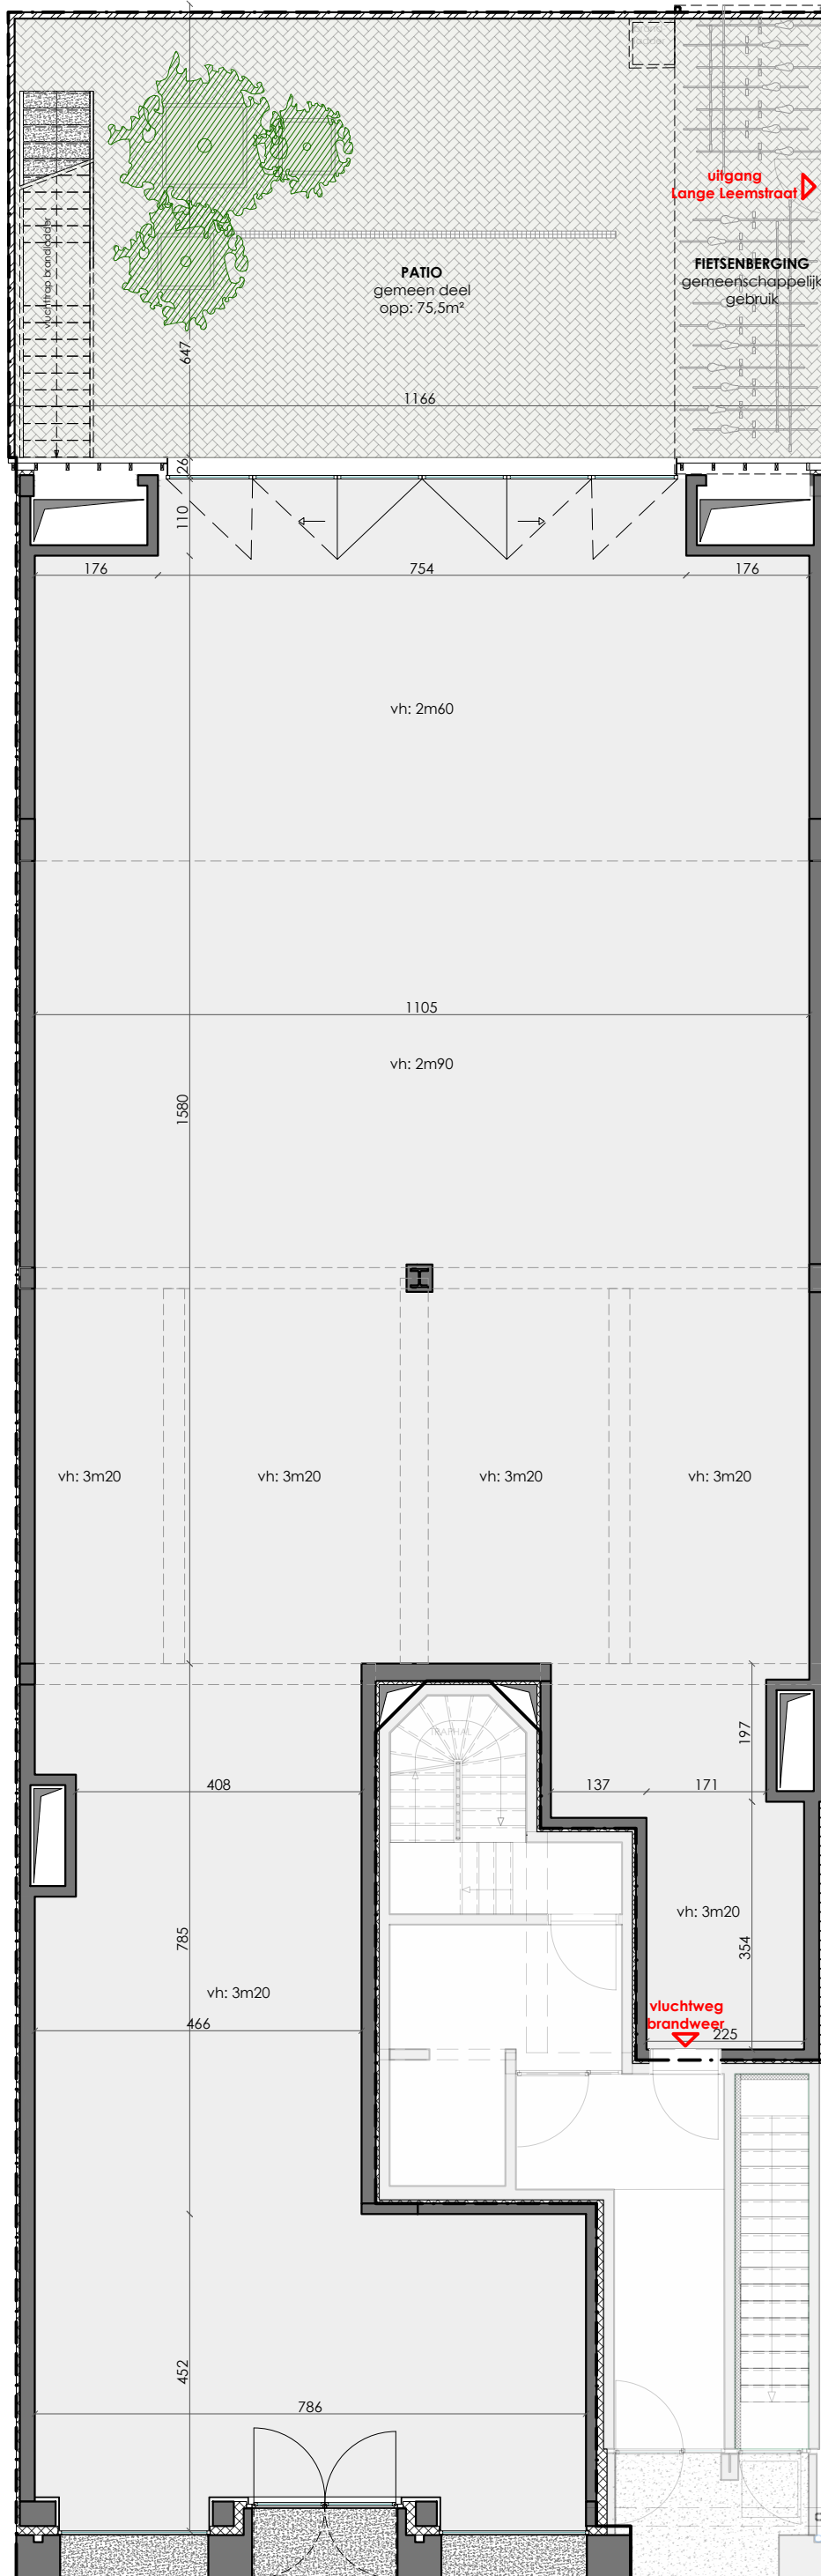 uitgang
Lange Leemstraat
vluchttrap brandladder
PATIO
gemeen deel
opp: 75,5m²
FIETSENBERGING
gemeenschappelijk
gebruik
647
1166
26
110
176
754
176
vh: 2m60
1105
vh: 2m90
1580
vh: 3m20
vh: 3m20
vh: 3m20
vh: 3m20
TRAPHAL
197
408
137
171
vh: 3m20
785
354
vh: 3m20
vluchtweg
brandweer
466
225
452
786